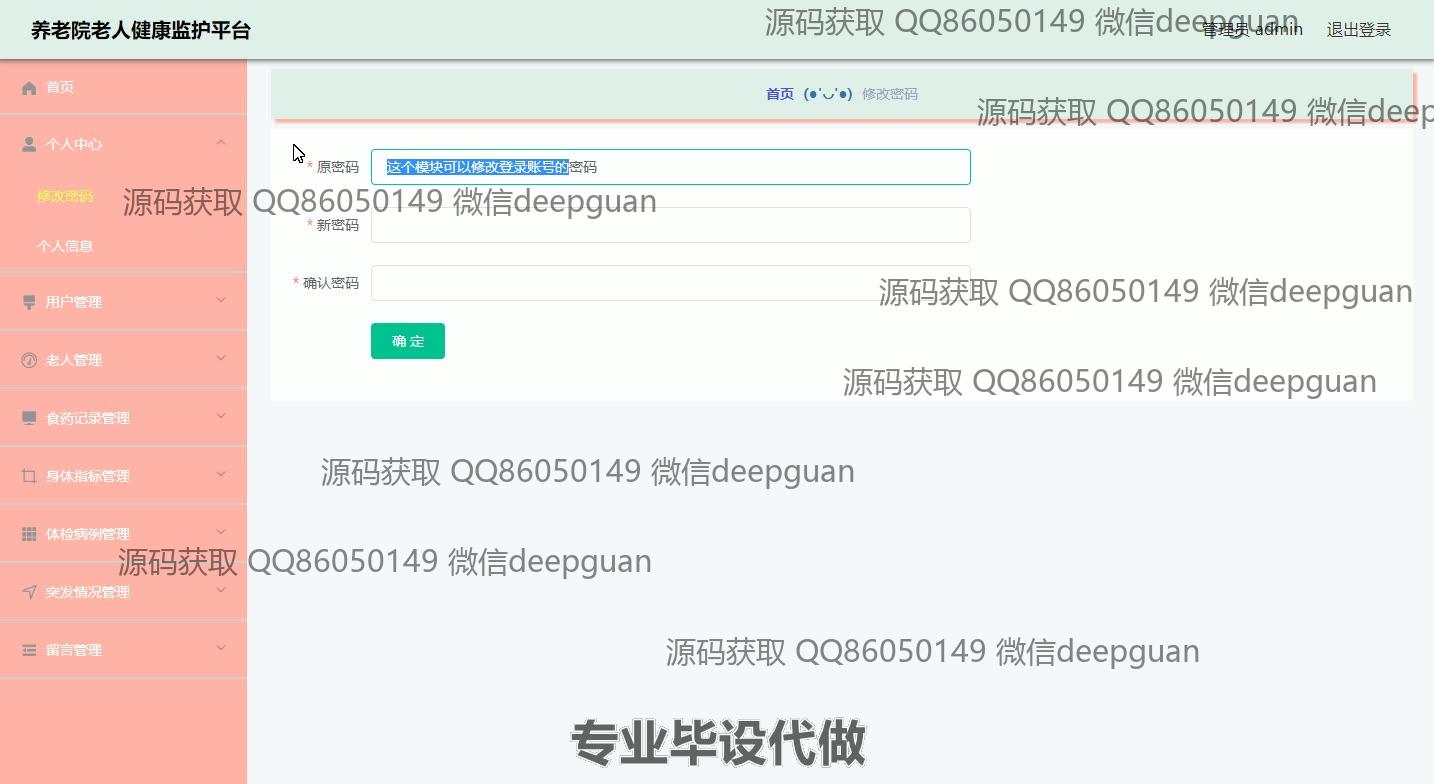 养老院老人健康监护平台
源码获取 QQ86050149 微信deepguan
管理员 admin
退出登录
首页
首页 (●'◡'●) 修改密码
源码获取 QQ86050149 微信deep
个人中心
* 原密码 这个模块可以修改登录账号的密码
修改密码
源码获取 QQ86050149 微信deepguan
* 新密码
个人信息
* 确认密码
源码获取 QQ86050149 微信deepguan
用户管理
确定
老人管理
源码获取 QQ86050149 微信deepguan
食药记录管理
源码获取 QQ86050149 微信deepguan
身体指标管理
体检病例管理
源码获取 QQ86050149 微信deepguan
突发情况管理
留言管理
源码获取 QQ86050149 微信deepguan
专业毕设代做